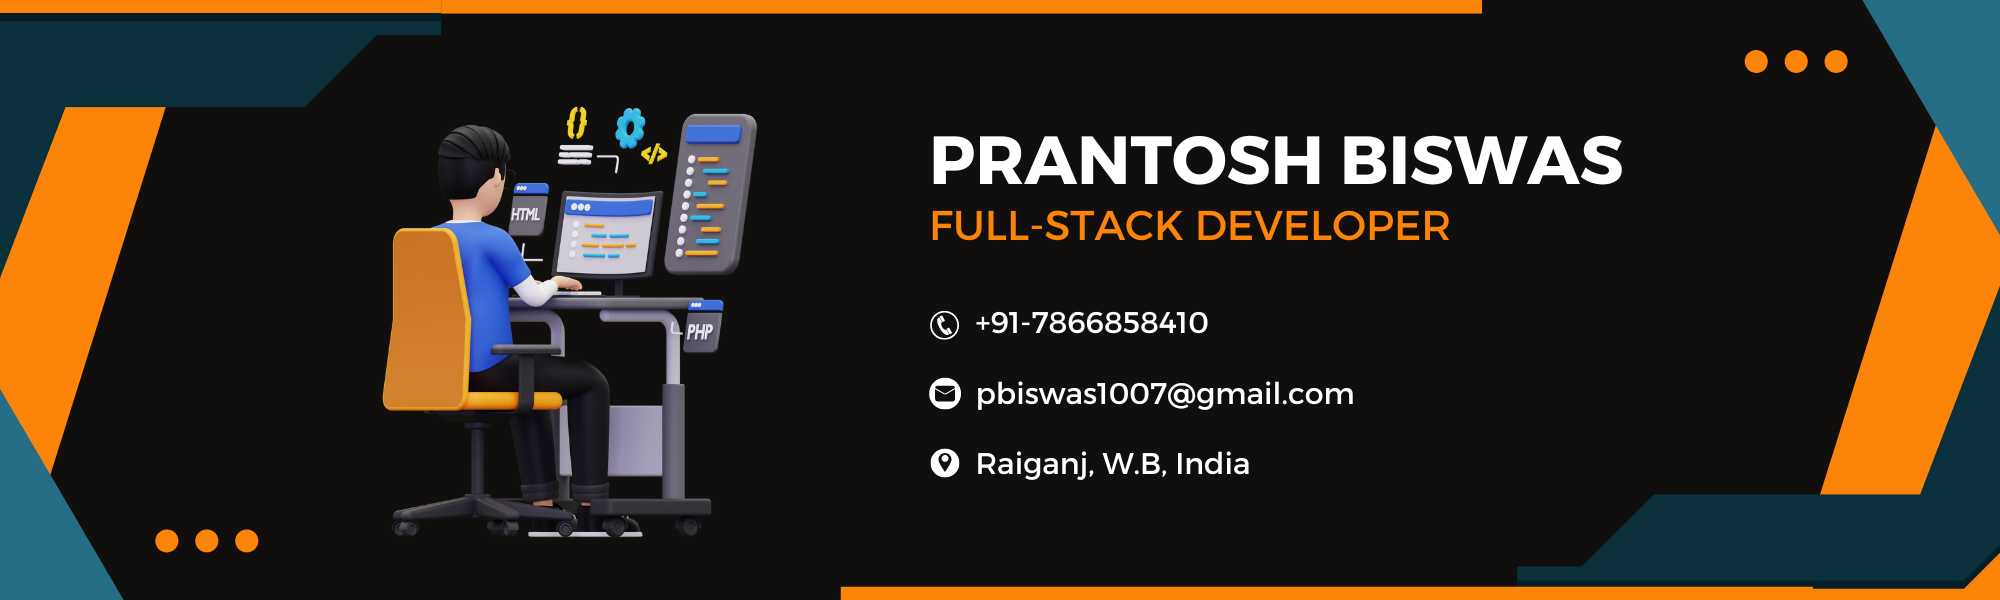 PRANTOSH BISWAS
FULL-STACK DEVELOPER
+91-7866858410
pbiswas1007@gmail.com
Raiganj, W.B, India
{}
</>
HTML
PHP